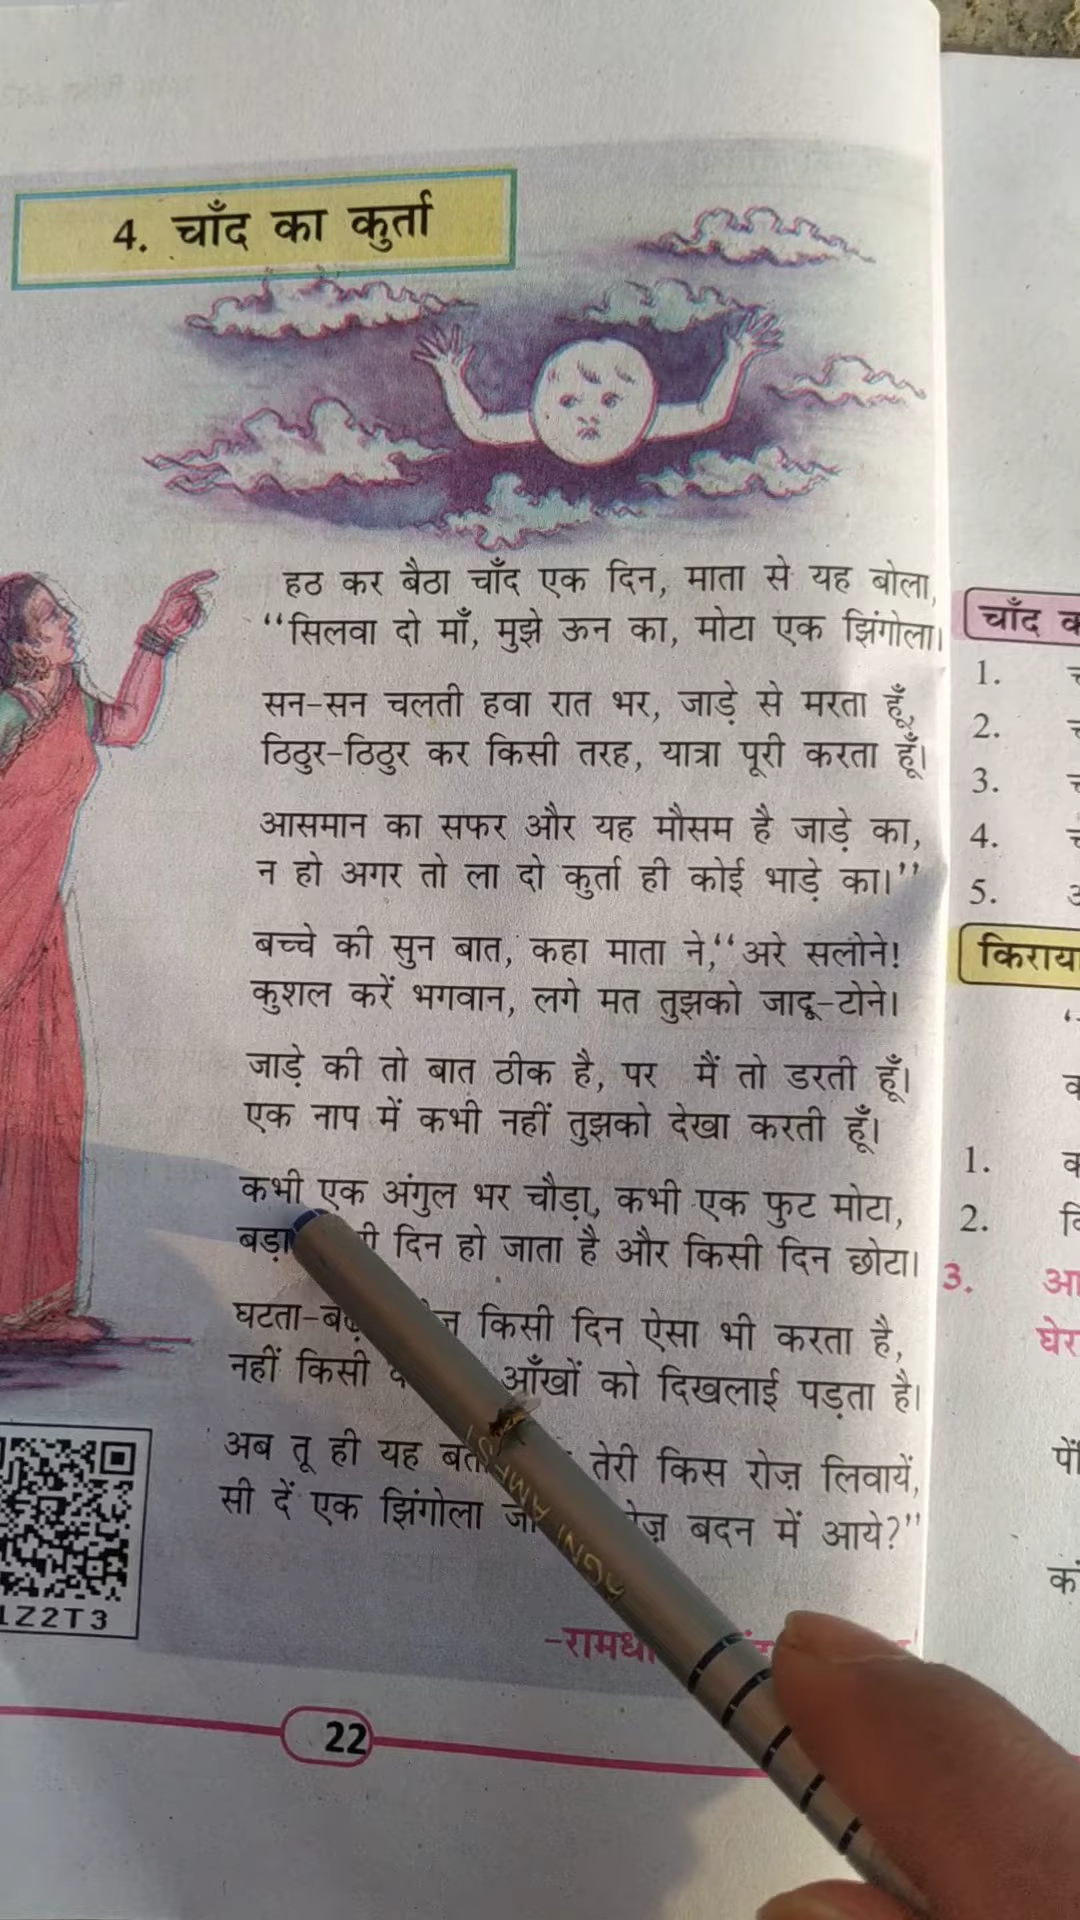 4. चाँद का कुर्ता
हठ कर बैठा चाँद एक दिन, माता से यह बोला,
“सिलवा दो माँ, मुझे ऊन का, मोटा एक झिंगोला।
सन-सन चलती हवा रात भर, जाड़े से मरता हूँ,
ठिठुर-ठिठुर कर किसी तरह, यात्रा पूरी करता हूँ।
आसमान का सफर और यह मौसम है जाड़े का,
न हो अगर तो ला दो कुर्ता ही कोई भाड़े का।”
बच्चे की सुन बात, कहा माता ने,“अरे सलोने!
कुशल करें भगवान, लगे मत तुझको जादू-टोने।
जाड़े की तो बात ठीक है, पर मैं तो डरती हूँ।
एक नाप में कभी नहीं तुझको देखा करती हूँ।
कभी एक अंगुल भर चौड़ा, कभी एक फुट मोटा,
बड़ा दिन हो जाता है और किसी दिन छोटा।
किसी दिन ऐसा भी करता है,
नहीं किसी आँखों को दिखलाई पड़ता है।
अब तू ही यह तेरी किस रोज़ लिवायें,
सी दें एक झिंगोला बदन में आये?”
1Z2T3
22
AGNI
चाँद
1.
2.
3.
4.
5.
किराया
1.
2.
3.